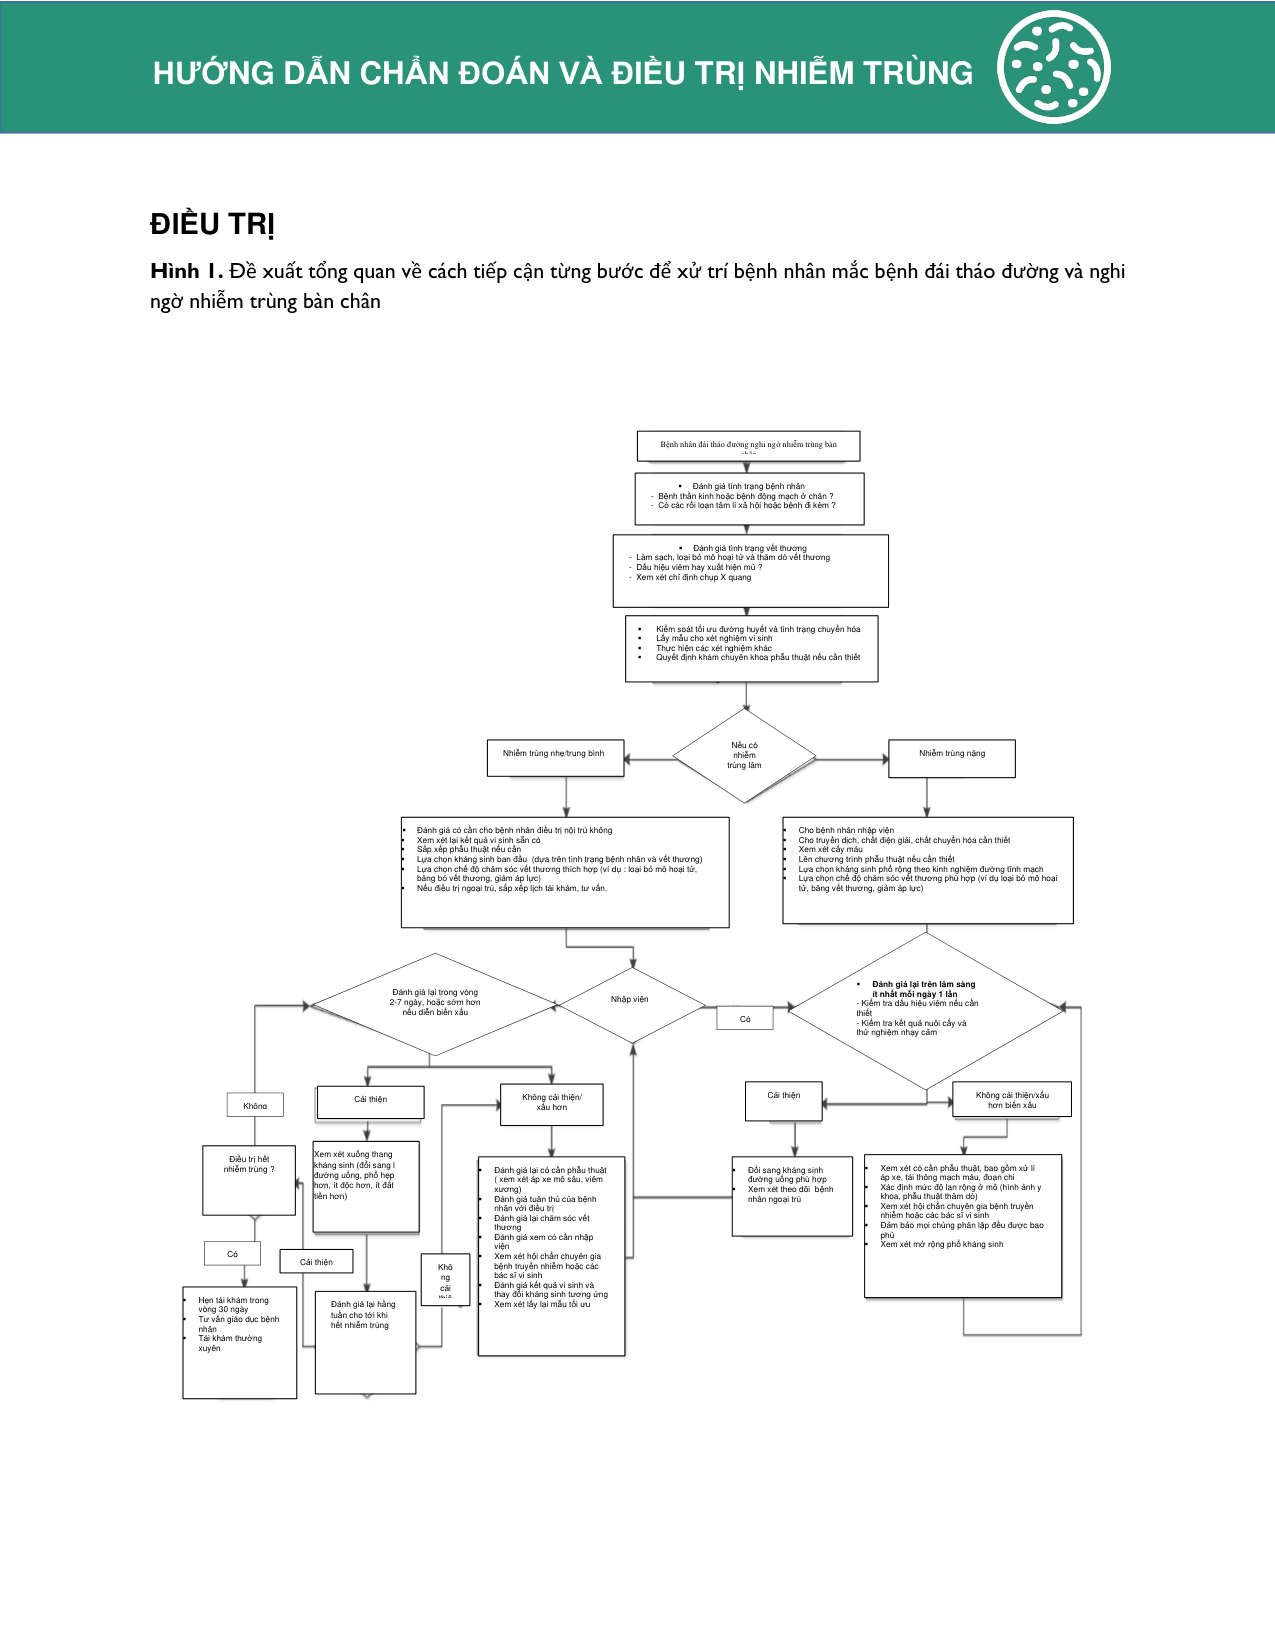 HƯỚNG DẪN CHẨN ĐOÁN VÀ ĐIỀU TRỊ NHIỄM TRÙNG
ĐIỀU TRỊ
Hình 1. Đề xuất tổng quan về cách tiếp cận từng bước để xử trí bệnh nhân mắc bệnh đái tháo đường và nghi
ngờ nhiễm trùng bàn chân
Bệnh nhân đái tháo đường nghi ngờ nhiễm trùng bàn
▪ Đánh giá tình trạng bệnh nhân
- Bệnh thần kinh hoặc bệnh động mạch ở chân ?
- Có các rối loạn tâm lí xã hội hoặc bệnh đi kèm ?
▪ Đánh giá tình trạng vết thương
- Làm sạch, loại bỏ mô hoại tử và thăm dò vết thương
- Dấu hiệu viêm hay xuất hiện mủ ?
- Xem xét chỉ định chụp X quang
▪ Kiểm soát tối ưu đường huyết và tình trạng chuyển hóa
▪ Lấy mẫu cho xét nghiệm vi sinh
▪ Thực hiện các xét nghiệm khác
▪ Quyết định khám chuyên khoa phẫu thuật nếu cần thiết
Nếu có
nhiễm
trùng lâm
Nhiễm trùng nhẹ/trung bình
Nhiễm trùng nặng
▪ Đánh giá có cần cho bệnh nhân điều trị nội trú không
▪ Xem xét lại kết quả vi sinh sẵn có
▪ Sắp xếp phẫu thuật nếu cần
▪ Lựa chọn kháng sinh ban đầu (dựa trên tình trạng bệnh nhân và vết thương)
▪ Lựa chọn chế độ chăm sóc vết thương thích hợp (ví dụ : loại bỏ mô hoại tử,
băng bó vết thương, giảm áp lực)
▪ Nếu điều trị ngoại trú, sắp xếp lịch tái khám, tư vấn.
▪ Cho bệnh nhân nhập viện
▪ Cho truyền dịch, chất điện giải, chất chuyển hóa cần thiết
▪ Xem xét cấy máu
▪ Lên chương trình phẫu thuật nếu cần thiết
▪ Lựa chọn kháng sinh phổ rộng theo kinh nghiệm đường tĩnh mạch
▪ Lựa chọn chế độ chăm sóc vết thương phù hợp (ví dụ loại bỏ mô hoại
tử, băng vết thương, giảm áp lực)
Đánh giá lại trong vòng
2-7 ngày, hoặc sớm hơn
nếu diễn biến xấu
Nhập viện
Có
▪ Đánh giá lại trên lâm sàng
ít nhất mỗi ngày 1 lần
- Kiểm tra dấu hiệu viêm nếu cần
thiết
- Kiểm tra kết quả nuôi cấy và
thử nghiệm nhạy cảm
Không
Cải thiện
Không cải thiện/
xấu hơn
Cải thiện
Không cải thiện/xấu
hơn biến xấu
Điều trị hết
nhiễm trùng ?
Xem xét xuống thang
kháng sinh (đổi sang l
đường uống, phổ hẹp
hơn, ít độc hơn, ít đắt
tiền hơn)
▪ Đánh giá lại có cần phẫu thuật
( xem xét áp xe mô sâu, viêm
xương)
▪ Đánh giá tuân thủ của bệnh
nhân với điều trị
▪ Đánh giá lại chăm sóc vết
thương
▪ Đánh giá xem có cần nhập
viện
▪ Xem xét hội chẩn chuyên gia
bệnh truyền nhiễm hoặc các
bác sĩ vi sinh
▪ Đánh giá kết quả vi sinh và
thay đổi kháng sinh tương ứng
▪ Xem xét lấy lại mẫu tối ưu
▪ Đổi sang kháng sinh
đường uống phù hợp
▪ Xem xét theo dõi bệnh
nhân ngoại trú
▪ Xem xét có cần phẫu thuật, bao gồm xử lí
áp xe, tái thông mạch máu, đoạn chi
▪ Xác định mức độ lan rộng ở mô (hình ảnh y
khoa, phẫu thuật thăm dò)
▪ Xem xét hội chẩn chuyên gia bệnh truyền
nhiễm hoặc các bác sĩ vi sinh
▪ Đảm bảo mọi chủng phân lập đều được bao
phủ
▪ Xem xét mở rộng phổ kháng sinh
Có
Cải thiện
Khô
ng
cải
▪ Hẹn tái khám trong
vòng 30 ngày
▪ Tư vấn giáo dục bệnh
nhân
▪ Tái khám thường
xuyên
Đánh giá lại hằng
tuần cho tới khi
hết nhiễm trùng